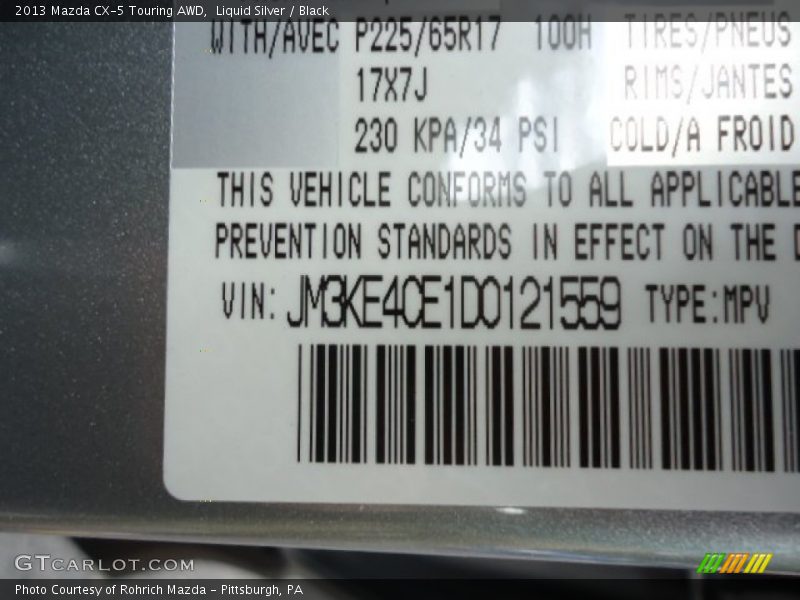 2013 Mazda CX-5 Touring AWD, Liquid Silver / Black
WITH/AVEC P225/65R17 100H TIRES/PNEUS
17X7J RIMS/JANTES
230 KPA/34 PSI COLD/A FROID
THIS VEHICLE CONFORMS TO ALL APPLICABLE
PREVENTION STANDARDS IN EFFECT ON THE D
VIN: JM3KE4CE1D0121559 TYPE:MPV
GTCARLOT.COM
Photo Courtesy of Rohrich Mazda - Pittsburgh, PA